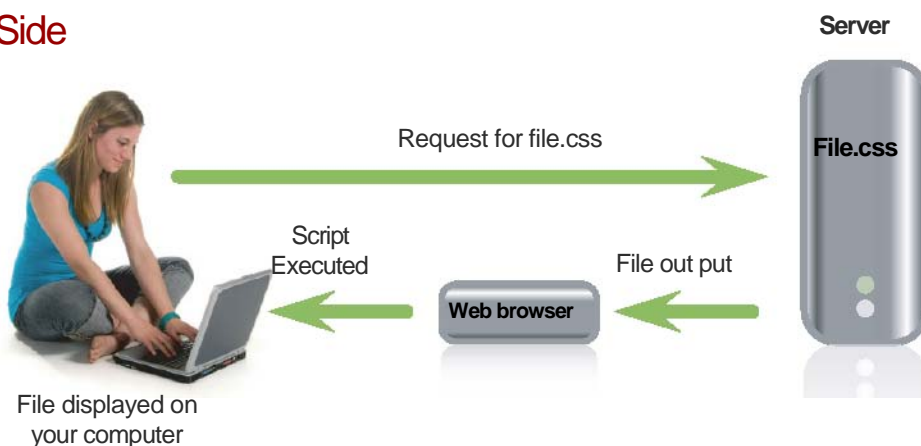 Side
Server
Request for file.css
File.css
Script
Executed
File out put
Web browser
File displayed on
your computer